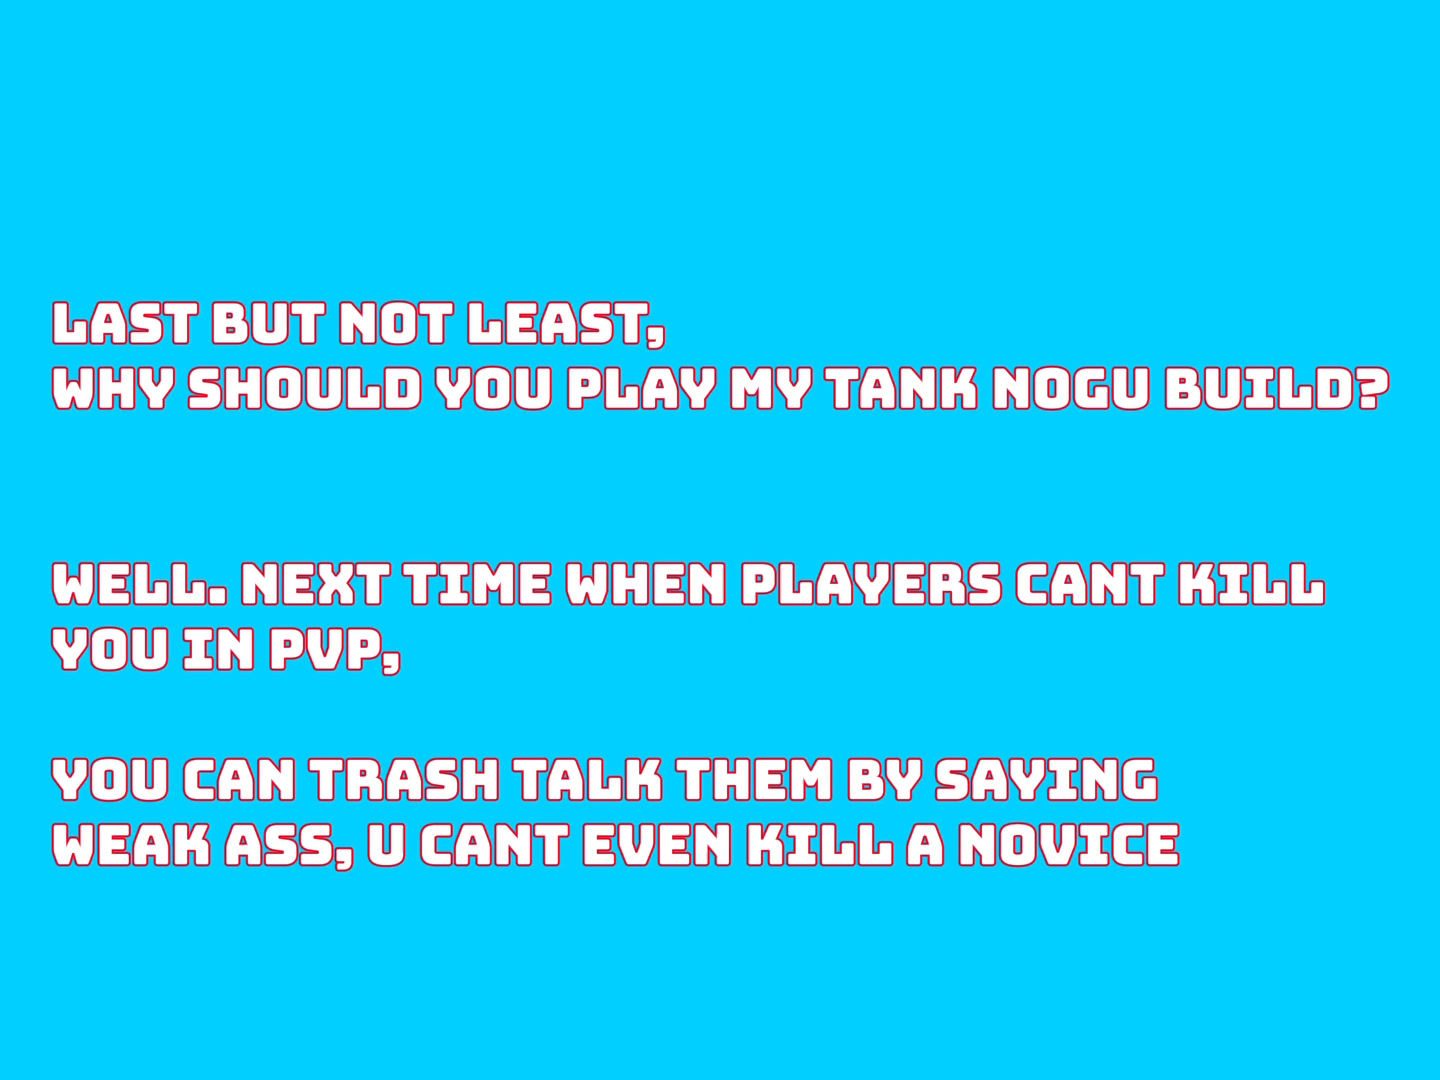 LAST BUT NOT LEAST,
WHY SHOULD YOU PLAY MY TANK NOGU BUILD?
WELL. NEXT TIME WHEN PLAYERS CANT KILL
YOU IN PVP,
YOU CAN TRASH TALK THEM BY SAYING
WEAK ASS, U CANT EVEN KILL A NOVICE